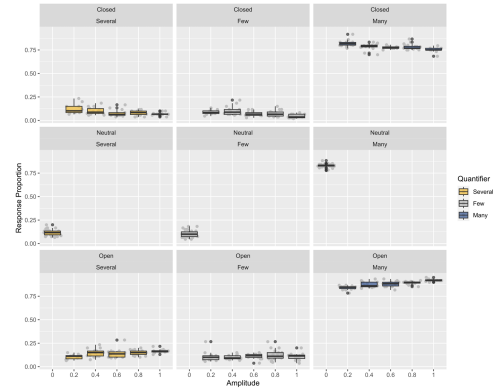 Closed
Closed
Closed
Several
Few
Many
0.75
0.50
0.25
0.00
Neutral
Neutral
Neutral
Several
Few
Many
0.75
0.50
0.25
0.00
Open
Open
Open
Several
Few
Many
0.75
0.50
0.25
0.00
0 0.2 0.4 0.6 0.8 1
0 0.2 0.4 0.6 0.8 1
0 0.2 0.4 0.6 0.8 1
Amplitude
Response Proportion
Quantifier
Several
Few
Many